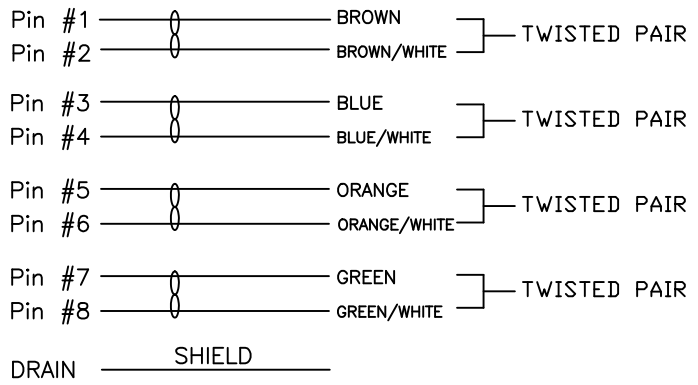 Pin #1 BROWN
TWISTED PAIR
Pin #2 BROWN/WHITE
Pin #3 BLUE
TWISTED PAIR
Pin #4 BLUE/WHITE
Pin #5 ORANGE
TWISTED PAIR
Pin #6 ORANGE/WHITE
Pin #7 GREEN
TWISTED PAIR
Pin #8 GREEN/WHITE
SHIELD
DRAIN